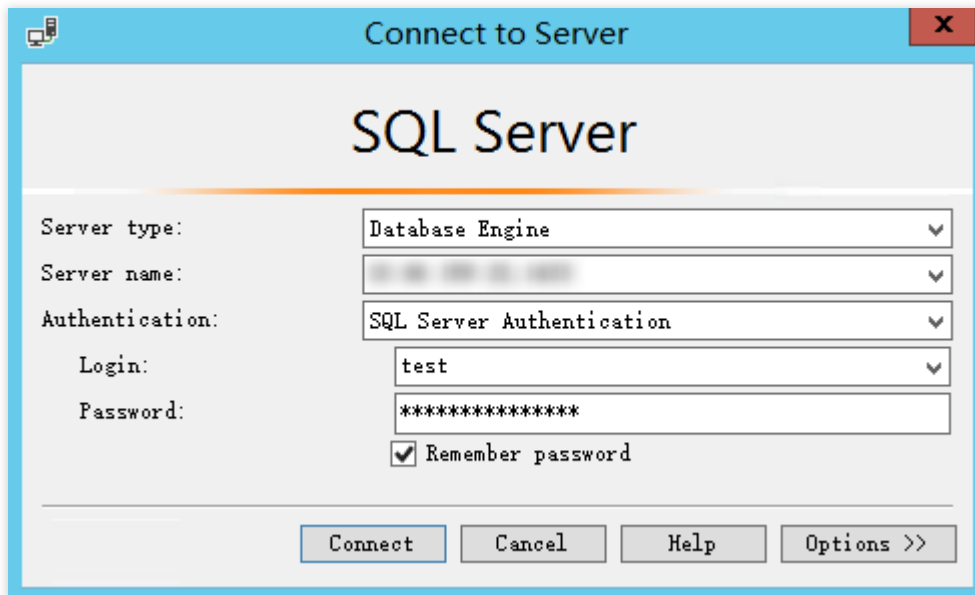 Connect to Server
X
SQL Server
Server type: Database Engine
Server name:
Authentication: SQL Server Authentication
Login: test
Password: ***************
Remember password
Connect Cancel Help Options >>